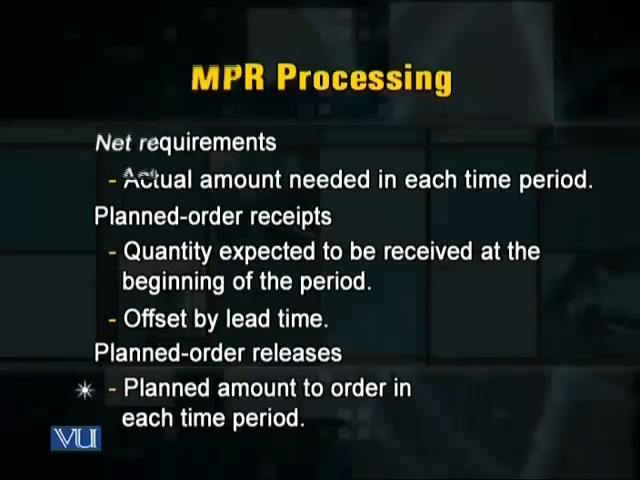 MPR Processing
Net requirements
- Actual amount needed in each time period.
Planned-order receipts
- Quantity expected to be received at the
beginning of the period.
- Offset by lead time.
Planned-order releases
- Planned amount to order in
each time period.
VU